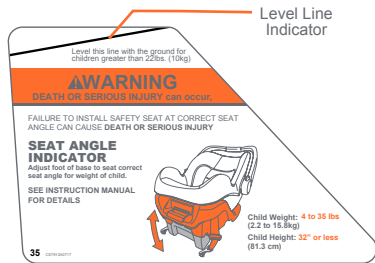 Level Line
Indicator
Level this line with the ground for
children greater than 22lbs. (10kg)
WARNING
DEATH OR SERIOUS INJURY can occur,
FAILURE TO INSTALL SAFETY SEAT AT CORRECT SEAT
ANGLE CAN CAUSE DEATH OR SERIOUS INJURY
SEAT ANGLE
INDICATOR
Adjust foot of base to seat correct
seat angle for weight of child.
SEE INSTRUCTION MANUAL
FOR DETAILS
Child Weight: 4 to 35 lbs
(2.2 to 15.8kg)
Child Height: 32" or less
(81.3 cm)
35